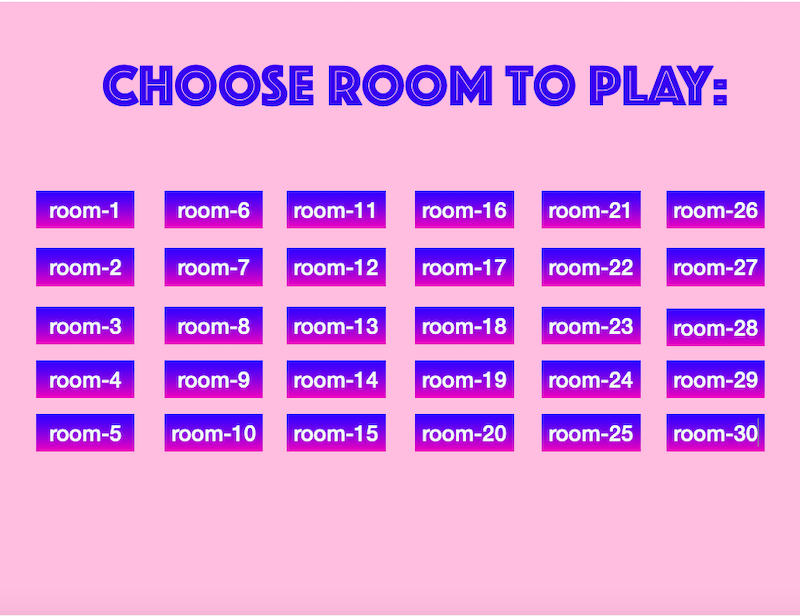 CHOOSE ROOM TO PLAY:
room-1 room-6 room-11 room-16 room-21 room-26
room-2 room-7 room-12 room-17 room-22 room-27
room-3 room-8 room-13 room-18 room-23 room-28
room-4 room-9 room-14 room-19 room-24 room-29
room-5 room-10 room-15 room-20 room-25 room-30